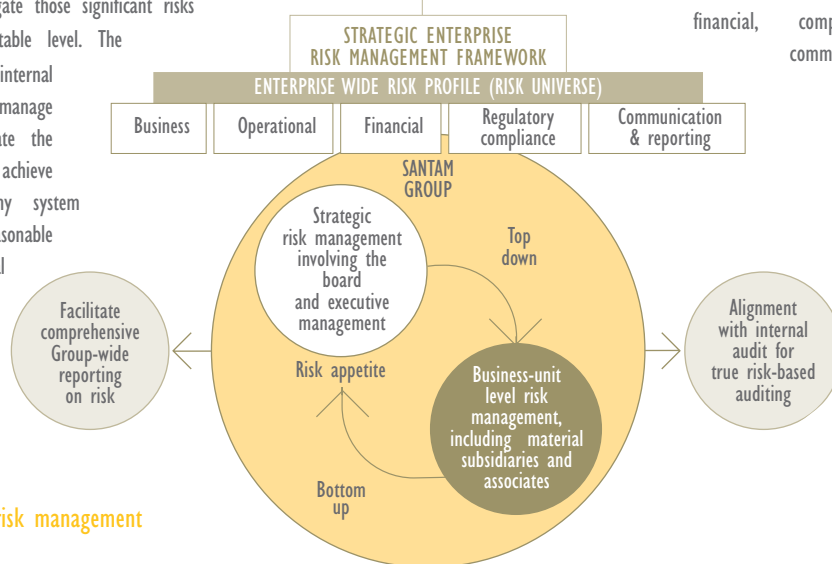 gate those significant risks
table level. The
internal
manage
ate the
achieve
ny system
sonable
financial, comp
comm
STRATEGIC ENTERPRISE
RISK MANAGEMENT FRAMEWORK
ENTERPRISE WIDE RISK PROFILE (RISK UNIVERSE)
Business
Operational
Financial
Regulatory
compliance
Communication
& reporting
SANTAM
GROUP
Strategic
risk management
involving the
board
and executive
management
Top
down
Facilitate
comprehensive
Group-wide
reporting
on risk
Alignment
with internal
audit for
true risk-based
auditing
Risk appetite
Business-unit
level risk
management,
including material
subsidiaries and
associates
Bottom
up
risk management